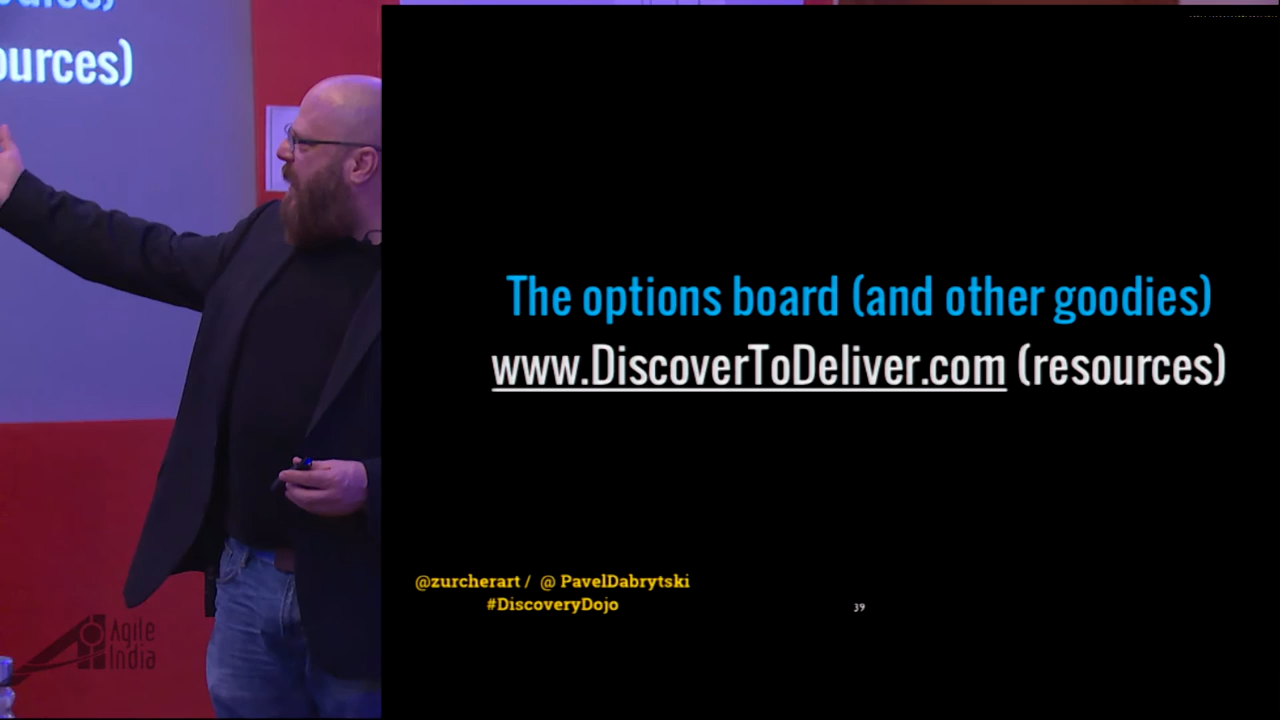 ources)
The options board (and other goodies)
www.DiscoverToDeliver.com (resources)
@zurcherart / @ PavelDabrytski
#DiscoveryDojo
39
Agile
India